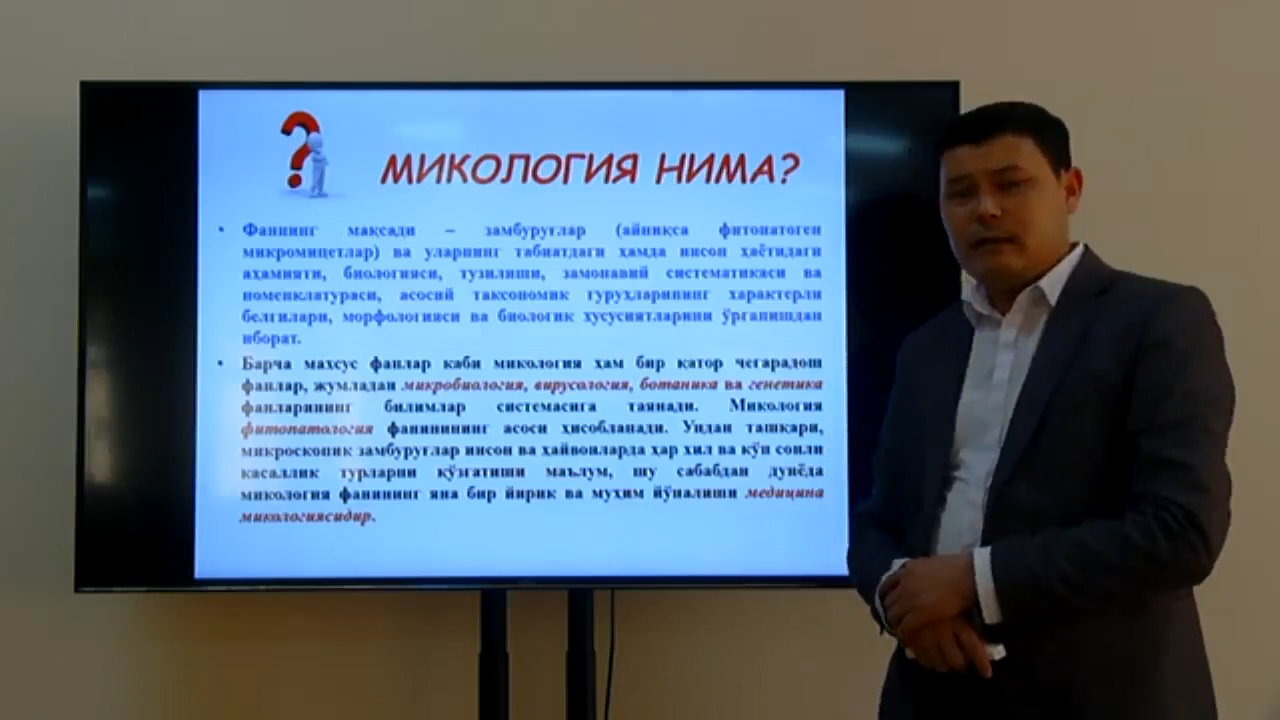 ?
МИКОЛОГИЯ НИМА?
• Фаннинг мақсади – замбуруғлар (айниқса фитопатоген
микромицетлар) ва уларнинг табиатдаги ҳамда инсон ҳаётидаги
аҳамияти, биологияси, тузилиши, замонавий систематикаси ва
номенклатураси, асосий таксономик гуруҳларининг характерли
белгилари, морфологияси ва биологик хусусиятларини ўрганишдан
иборат.
• Барча махсус фанлар каби микология ҳам бир қатор чегарадош
фанлар, жумладан микробиология, вирусология, ботаника ва генетика
фанларининг билимлар системасига таянади. Микология
фитопатология фанининнинг асоси ҳисобланади. Ундан ташқари,
микроскопик замбуруғлар инсон ва ҳайвонларда ҳар хил ва кўп сонли
касаллик турларни қўзғатиши маълум, шу сабабдан дунёда
микология фанининг яна бир йирик ва муҳим йўналиши медицина
микологиясидир.